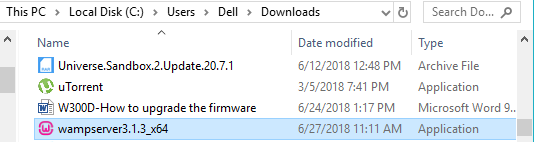 This PC > Local Disk (C:) > Users > Dell > Downloads Search Do...
Name Date modified Type
Universe.Sandbox.2.Update.20.7.1 6/12/2018 12:48 PM Archive File
uTorrent 3/5/2018 7:41 PM Application
W300D-How to upgrade the firmware 6/24/2018 1:17 PM Microsoft Word 9...
wampserver3.1.3_x64 6/27/2018 11:11 AM Application